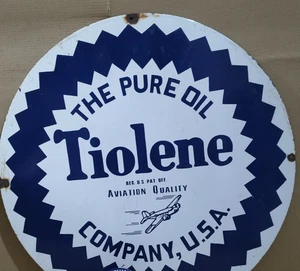 THE PURE OIL
Tiolene
REG. U.S. PAT. OFF.
AVIATION QUALITY
COMPANY, U.S.A.